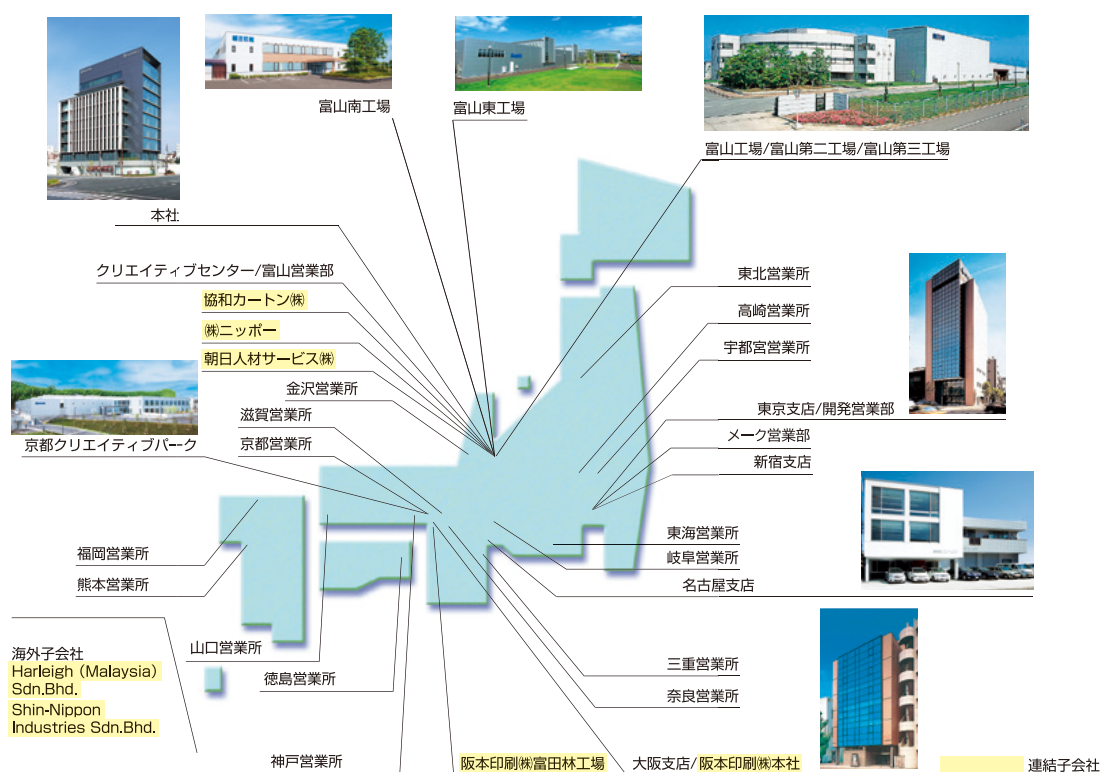 富山南工場
富山東工場
富山工場/富山第二工場/富山第三工場
本社
クリエイティブセンター/富山営業部
協和カートン㈱
㈱ニッポー
朝日人材サービス㈱
金沢営業所
滋賀営業所
京都営業所
京都クリエイティブパーク
東北営業所
高崎営業所
宇都宮営業所
東京支店/開発営業部
メーク営業部
新宿支店
東海営業所
岐阜営業所
名古屋支店
福岡営業所
熊本営業所
山口営業所
徳島営業所
三重営業所
奈良営業所
海外子会社
Harleigh (Malaysia)
Sdn.Bhd.
Shin-Nippon
Industries Sdn.Bhd.
神戸営業所
阪本印刷㈱富田林工場
大阪支店/阪本印刷㈱本社
連結子会社